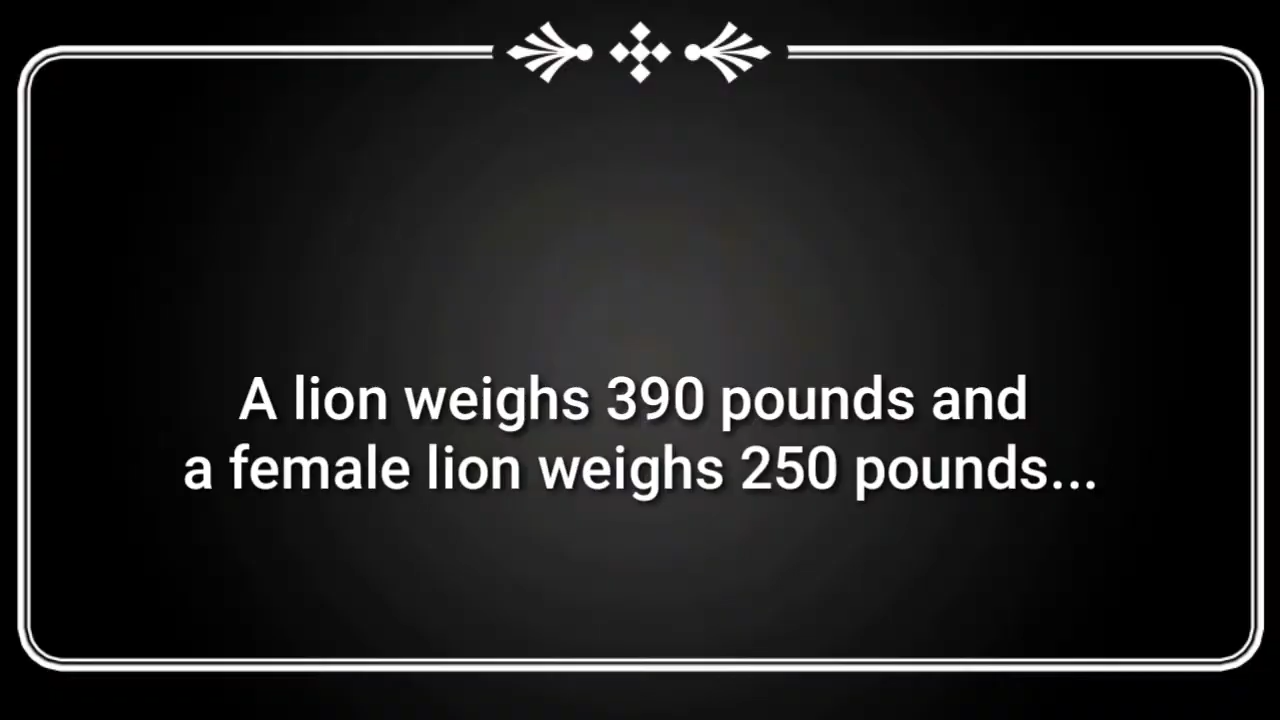 A lion weighs 390 pounds and
a female lion weighs 250 pounds...